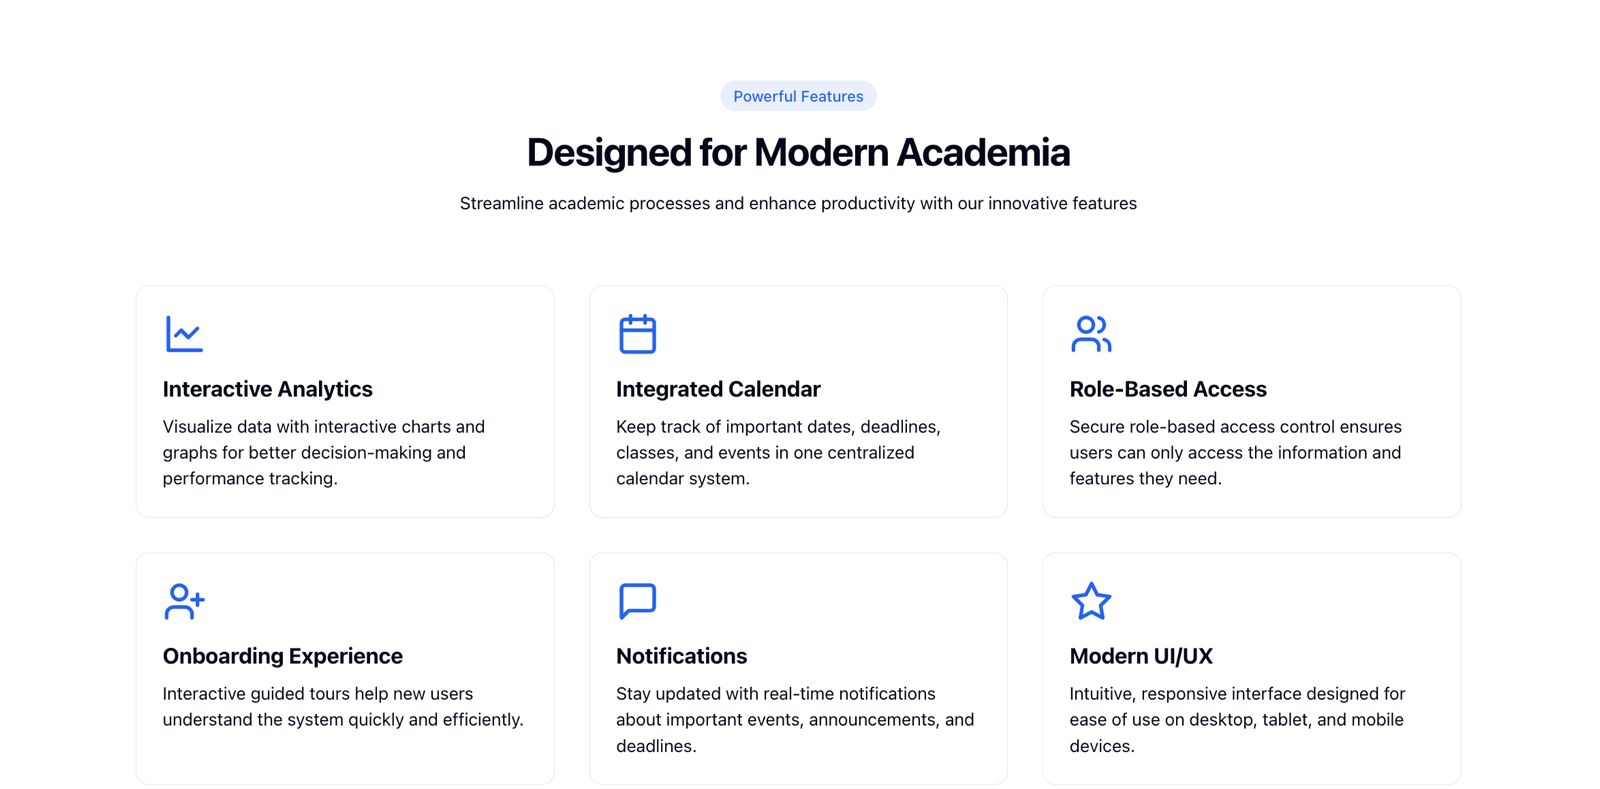 Powerful Features
Designed for Modern Academia
Streamline academic processes and enhance productivity with our innovative features
Interactive Analytics
Visualize data with interactive charts and
graphs for better decision-making and
performance tracking.
Integrated Calendar
Keep track of important dates, deadlines,
classes, and events in one centralized
calendar system.
Role-Based Access
Secure role-based access control ensures
users can only access the information and
features they need.
Onboarding Experience
Interactive guided tours help new users
understand the system quickly and efficiently.
Notifications
Stay updated with real-time notifications
about important events, announcements, and
deadlines.
Modern UI/UX
Intuitive, responsive interface designed for
ease of use on desktop, tablet, and mobile
devices.